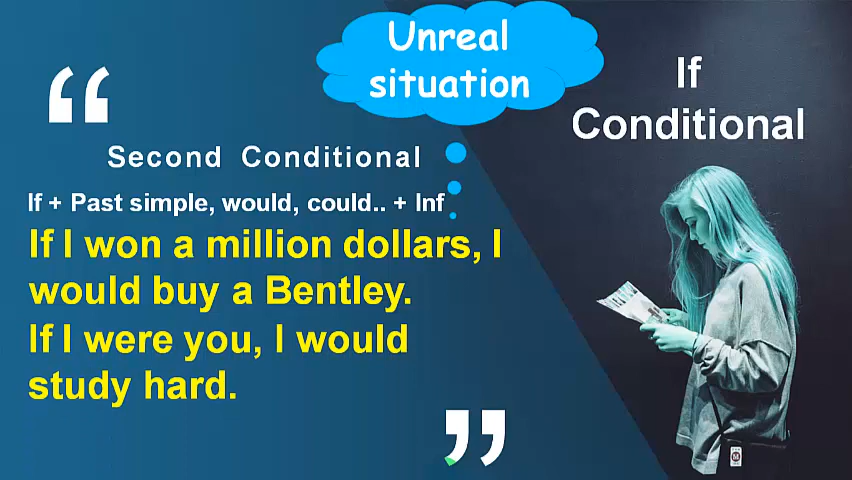 Unreal
situation
If
Conditional
Second Conditional
If + Past simple, would, could.. + Inf
If I won a million dollars, I
would buy a Bentley.
If I were you, I would
study hard.